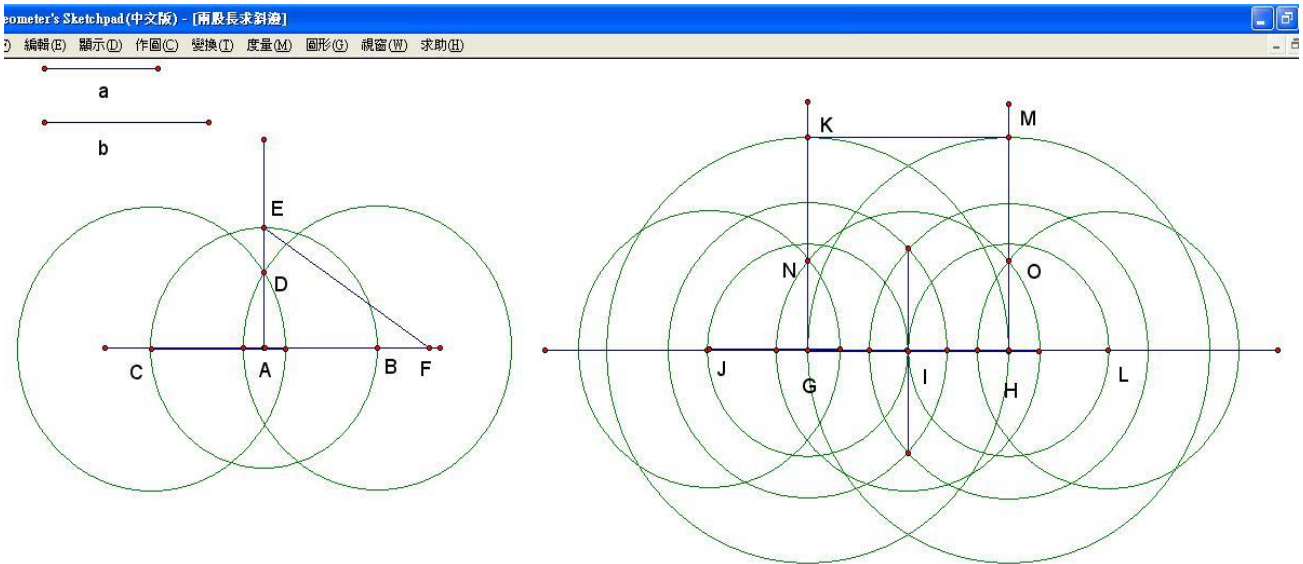 eometer's Sketchpad(中文版) - [兩股長求斜邊]
) 編輯(E) 顯示(D) 作圖(C) 變換(T) 度量(M) 圖形(G) 視窗(W) 求助(H)
a
b
E
D
C
A
B
F
K
M
N
O
J
G
I
H
L